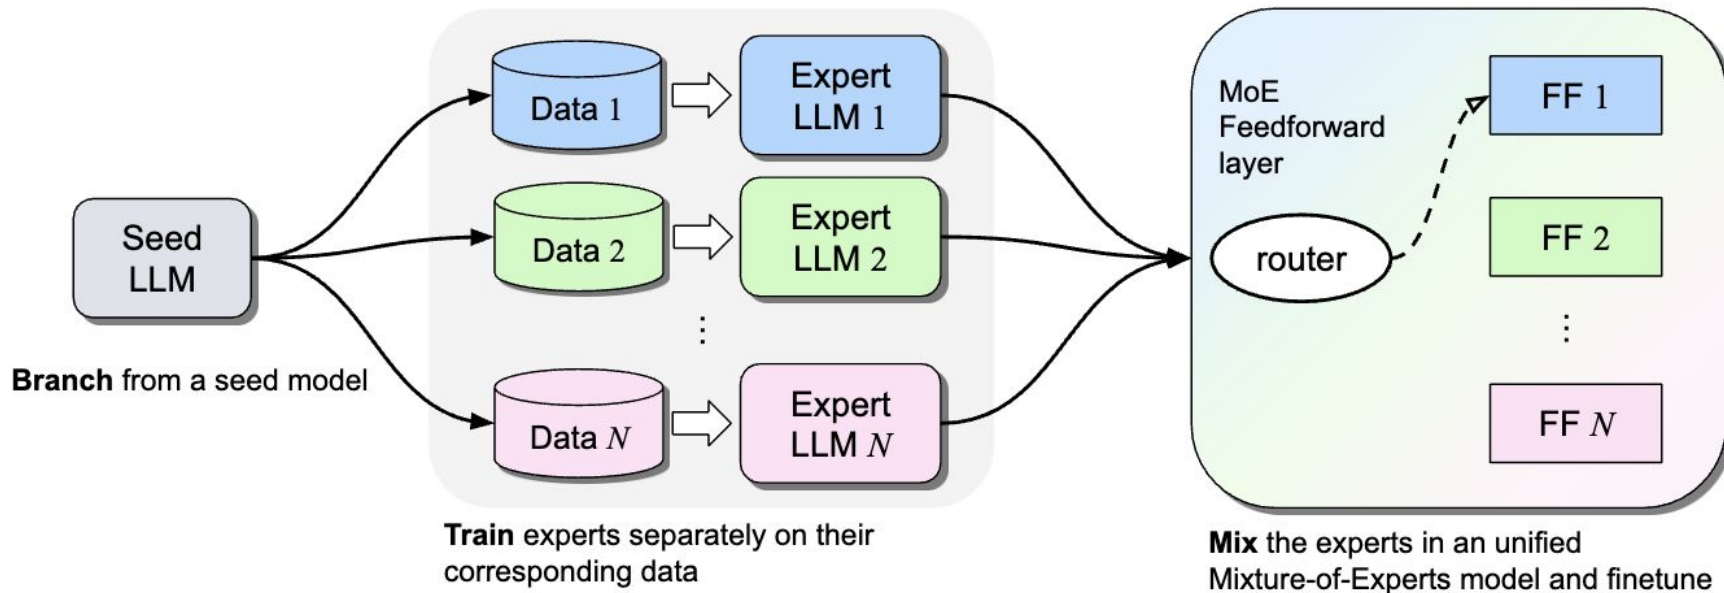 Seed
LLM
Branch from a seed model
Data 1
Expert
LLM 1
Data 2
Expert
LLM 2
⋮
Data N
Expert
LLM N
Train experts separately on their
corresponding data
MoE
Feedforward
layer
router
FF 1
FF 2
⋮
FF N
Mix the experts in an unified
Mixture-of-Experts model and finetune